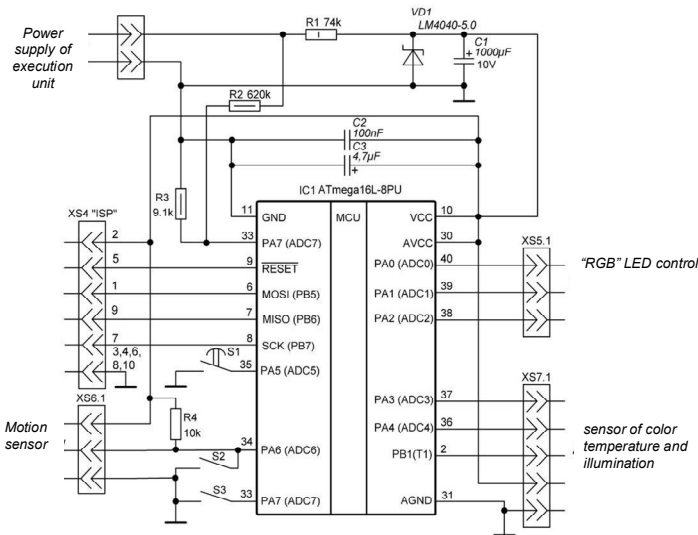 Power
supply of
execution
unit
R1 74k
VD1
LM4040-5.0
C1
+ 1000µF
10V
R2 620k
C2
100nF
C3
4,7µF
+
R3
9.1k
IC1 ATmega16L-8PU
MCU
11 GND
33 PA7 (ADC7)
9 RESET
6 MOSI (PB5)
7 MISO (PB6)
8 SCK (PB7)
35 PA5 (ADC5)
34 PA6 (ADC6)
33 PA7 (ADC7)
VCC 10
AVCC 30
PA0 (ADC0) 40
PA1 (ADC1) 39
PA2 (ADC2) 38
PA3 (ADC3) 37
PA4 (ADC4) 36
PB1(T1) 2
AGND 31
XS4 "ISP"
2
5
1
9
7
3,4,6,
8,10
S1
XS6.1
Motion
sensor
R4
10k
S2
S3
XS5.1
“RGB” LED control
XS7.1
sensor of color
temperature and
illumination